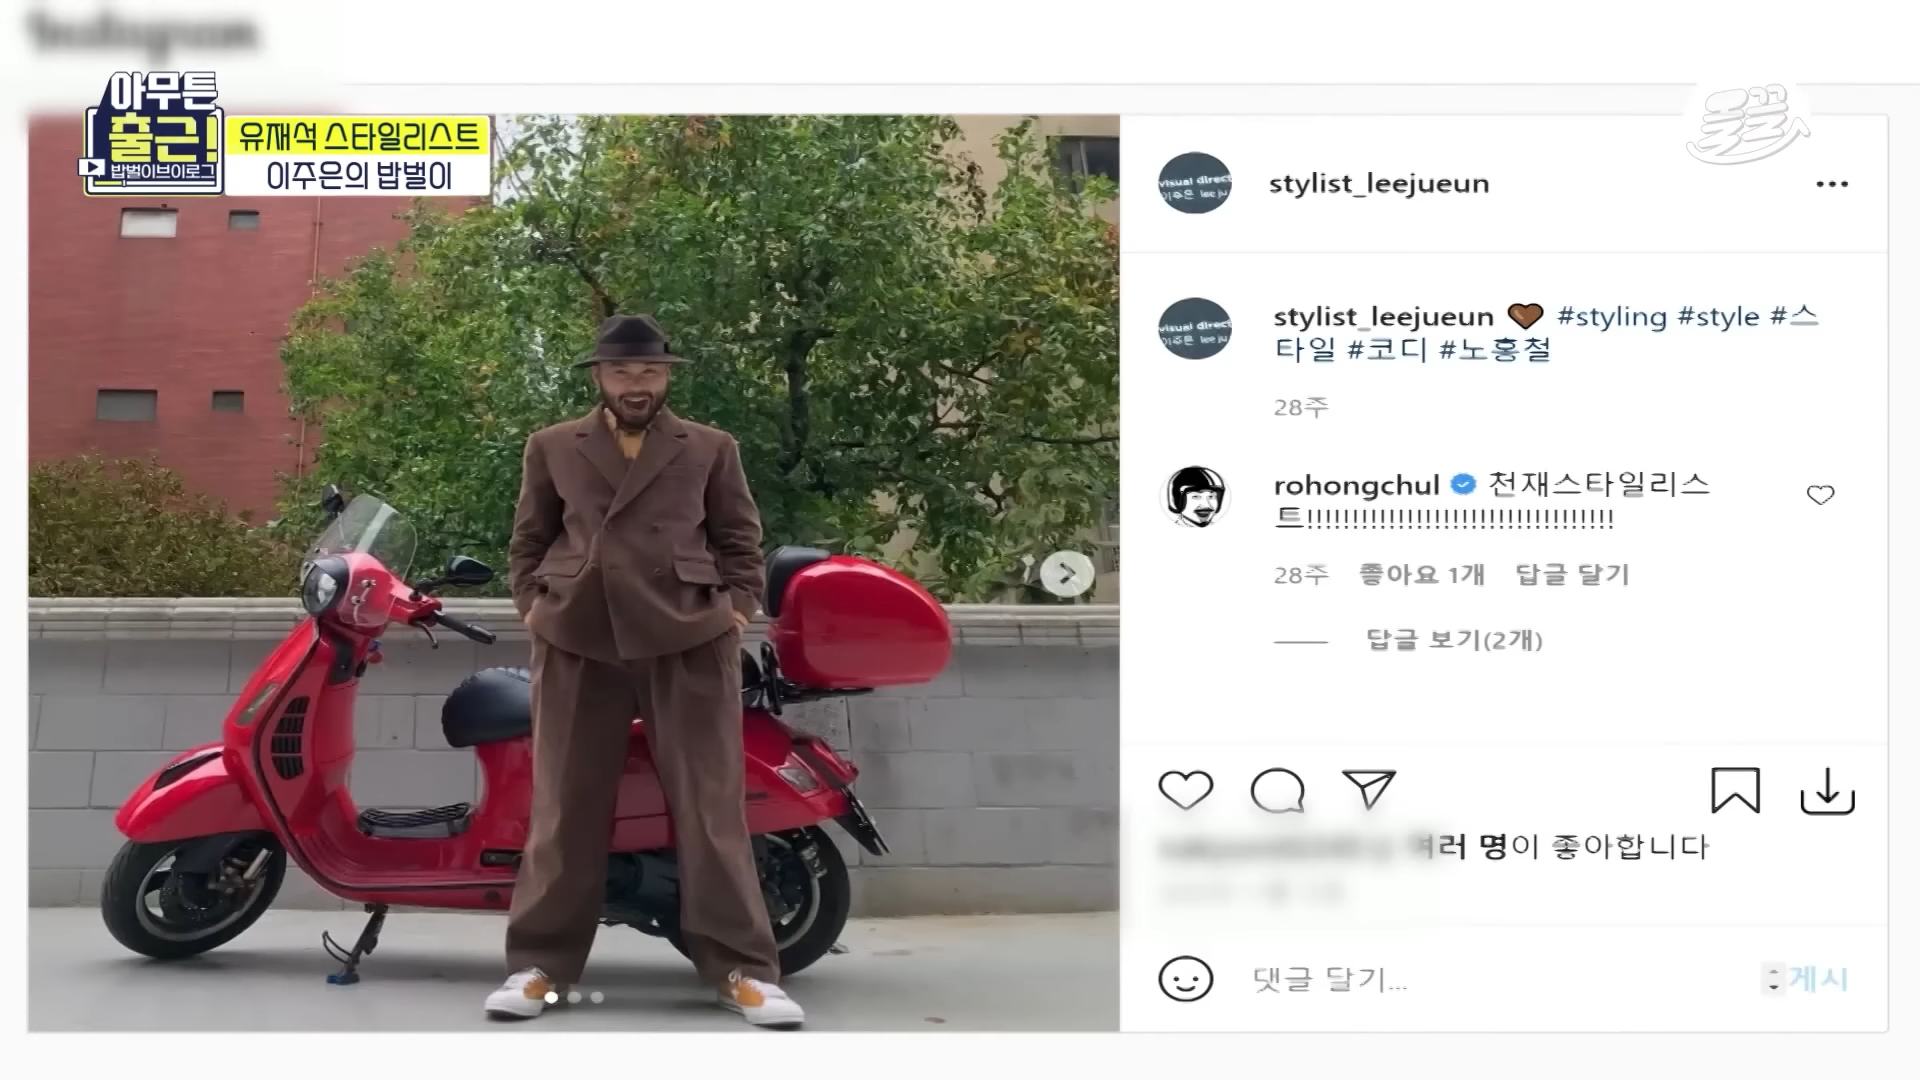 아무튼
출근!
밥벌이브이로그
유재석 스타일리스트
이주은의 밥벌이
stylist_leejueun
stylist_leejueun 🤎 #styling #style #스
타일 #코디 #노홍철
28주
rohongchul 천재스타일리스
트!!!!!!!!!!!!!!!!!!!!!!!!!!!!!!!!!!
28주 좋아요 1개 답글 달기
답글 보기(2개)
여러 명이 좋아합니다
댓글 달기...
게시